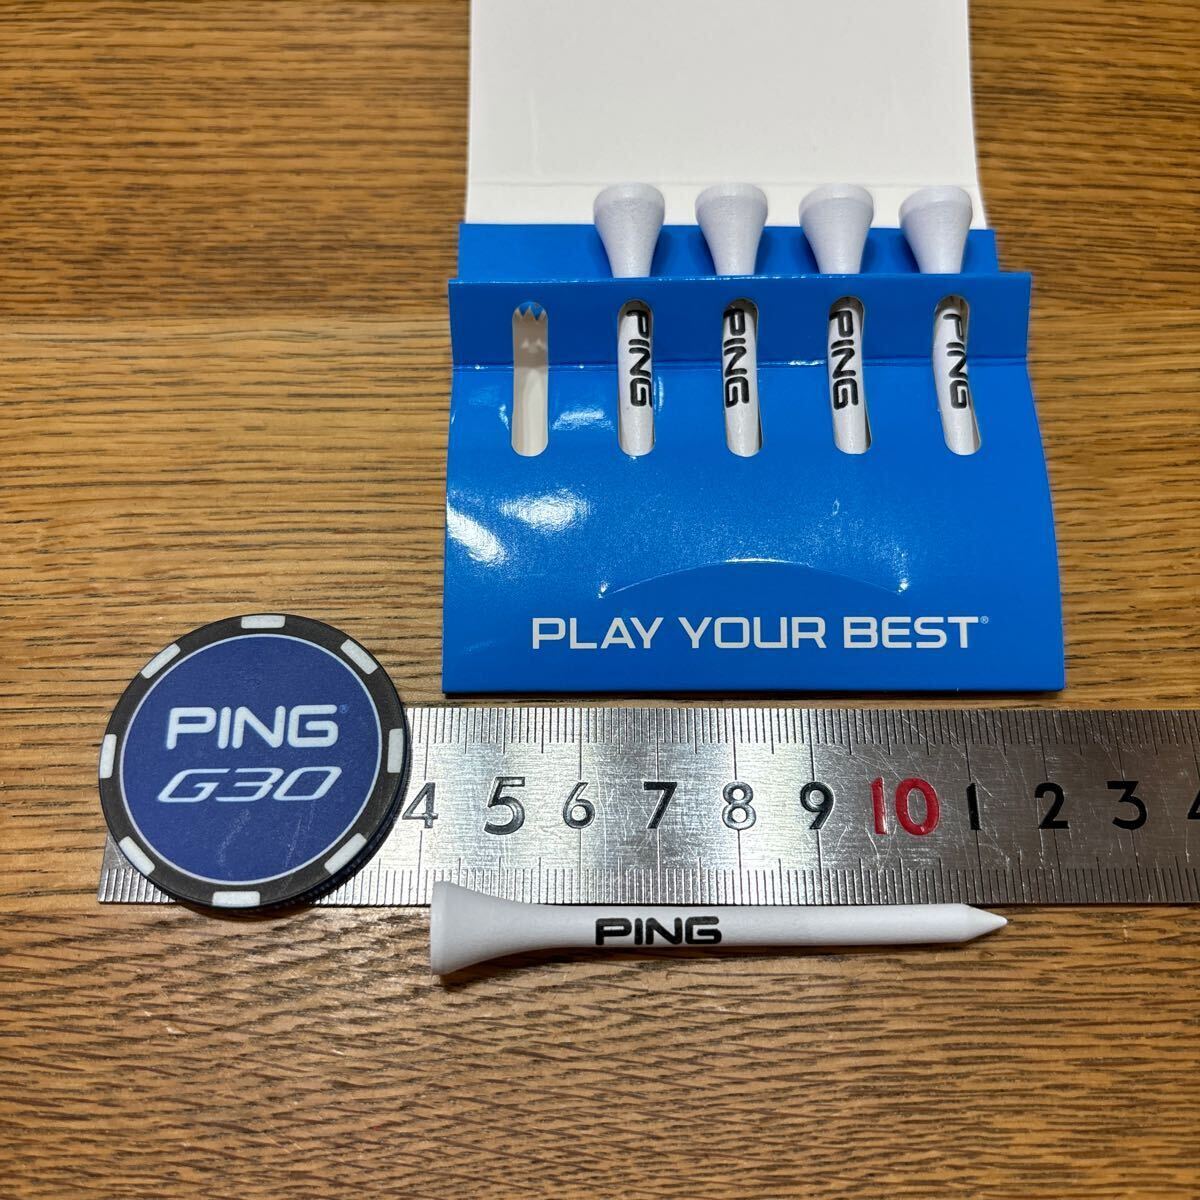 PING
PING
PING
PING
PLAY YOUR BEST®
PING®
G30
4 5 6 7 8 9 10 1 2 3 4
PING